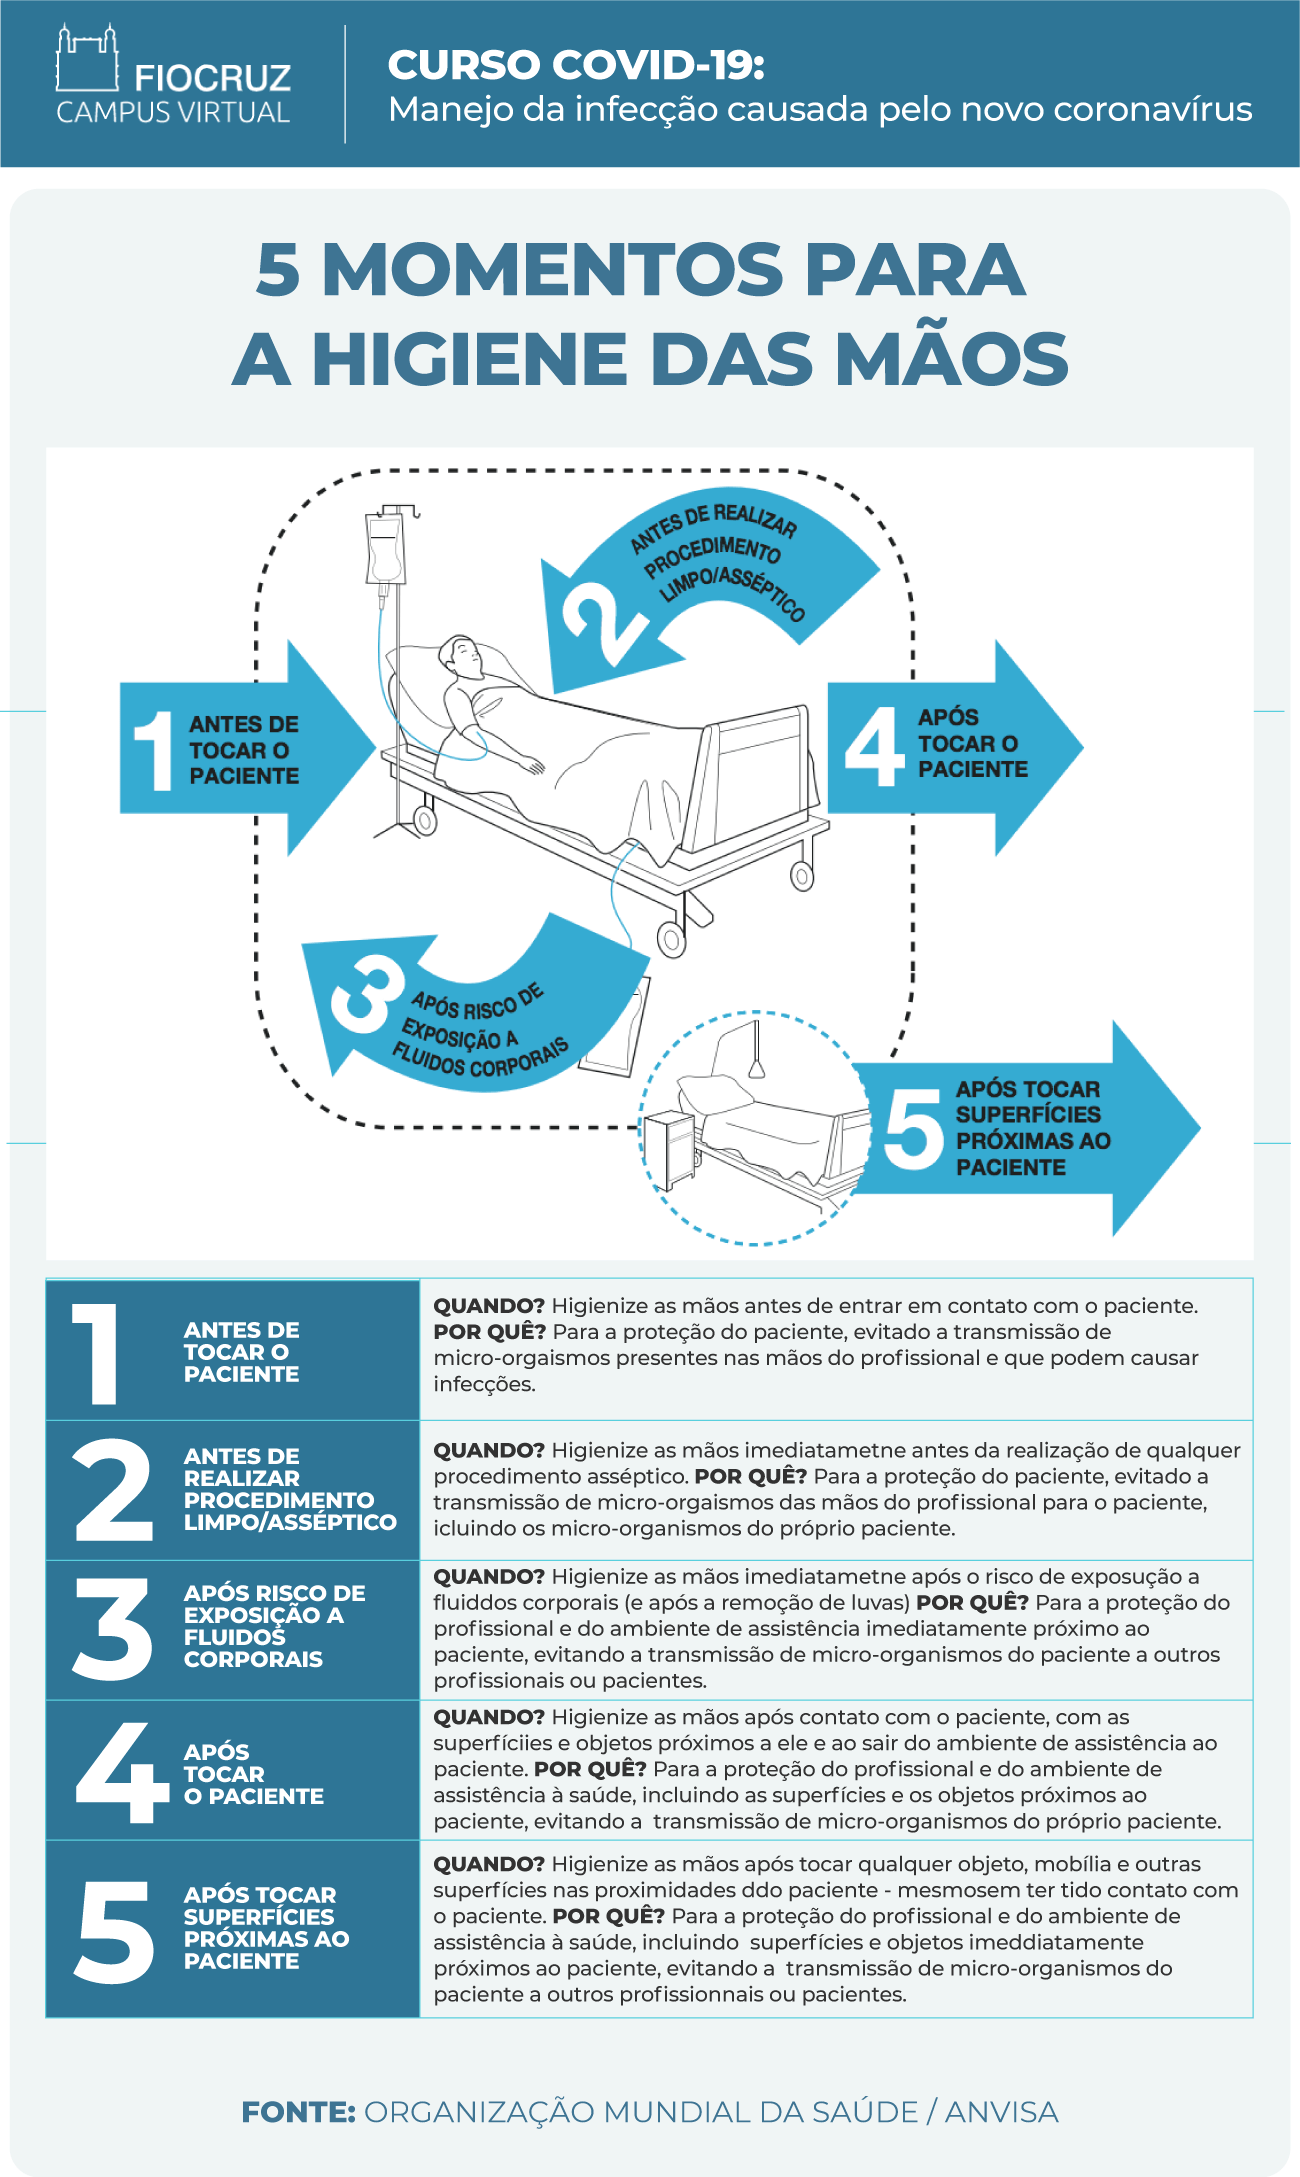 FIOCRUZ
CAMPUS VIRTUAL
CURSO COVID-19:
Manejo da infecção causada pelo novo coronavírus
5 MOMENTOS PARA
A HIGIENE DAS MÃOS
1
ANTES DE
TOCAR O
PACIENTE
2
ANTES DE REALIZAR
PROCEDIMENTO
LIMPO/ASSÉPTICO
3
APÓS RISCO DE
EXPOSIÇÃO A
FLUIDOS CORPORAIS
4
APÓS
TOCAR O
PACIENTE
5
APÓS TOCAR
SUPERFÍCIES
PRÓXIMAS AO
PACIENTE
1
ANTES DE
TOCAR O
PACIENTE
QUANDO? Higienize as mãos antes de entrar em contato com o paciente.
POR QUÊ? Para a proteção do paciente, evitado a transmissão de
micro-orgaismos presentes nas mãos do profissional e que podem causar
infecções.
2
ANTES DE
REALIZAR
PROCEDIMENTO
LIMPO/ASSÉPTICO
QUANDO? Higienize as mãos imediatametne antes da realização de qualquer
procedimento asséptico. POR QUÊ? Para a proteção do paciente, evitado a
transmissão de micro-orgaismos das mãos do profissional para o paciente,
icluindo os micro-organismos do próprio paciente.
3
APÓS RISCO DE
EXPOSIÇÃO A
FLUIDOS
CORPORAIS
QUANDO? Higienize as mãos imediatametne após o risco de exposução a
fluiddos corporais (e após a remoção de luvas) POR QUÊ? Para a proteção do
profissional e do ambiente de assistência imediatamente próximo ao
paciente, evitando a transmissão de micro-organismos do paciente a outros
profissionais ou pacientes.
4
APÓS
TOCAR
O PACIENTE
QUANDO? Higienize as mãos após contato com o paciente, com as
superfíciies e objetos próximos a ele e ao sair do ambiente de assistência ao
paciente. POR QUÊ? Para a proteção do profissional e do ambiente de
assistência à saúde, incluindo as superfícies e os objetos próximos ao
paciente, evitando a  transmissão de micro-organismos do próprio paciente.
5
APÓS TOCAR
SUPERFÍCIES
PRÓXIMAS AO
PACIENTE
QUANDO? Higienize as mãos após tocar qualquer objeto, mobília e outras
superfícies nas proximidades ddo paciente - mesmosem ter tido contato com
o paciente. POR QUÊ? Para a proteção do profissional e do ambiente de
assistência à saúde, incluindo  superfícies e objetos imeddiatamente
próximos ao paciente, evitando a  transmissão de micro-organismos do
paciente a outros profissionnais ou pacientes.
FONTE: ORGANIZAÇÃO MUNDIAL DA SAÚDE / ANVISA